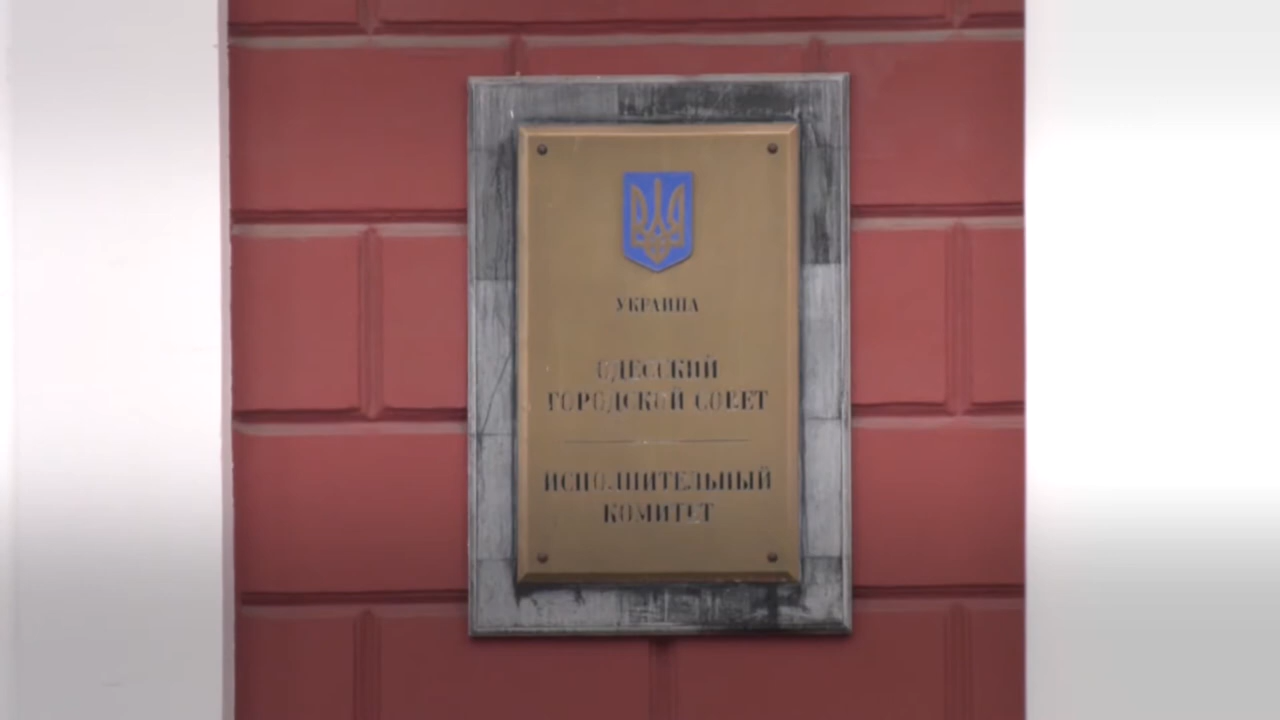 УКРАИНА
ОДЕССКИЙ
ГОРОДСКОЙ СОВЕТ
ИСПОЛНИТЕЛЬНЫЙ
КОМИТЕТ